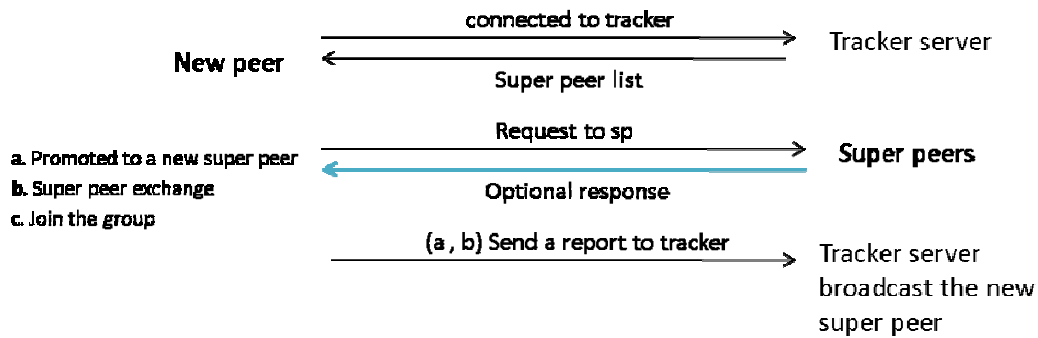 connected to tracker
New peer
Tracker server
Super peer list
Request to sp
a. Promoted to a new super peer
b. Super peer exchange
c. Join the group
Super peers
Optional response
(a , b) Send a report to tracker
Tracker server
broadcast the new
super peer